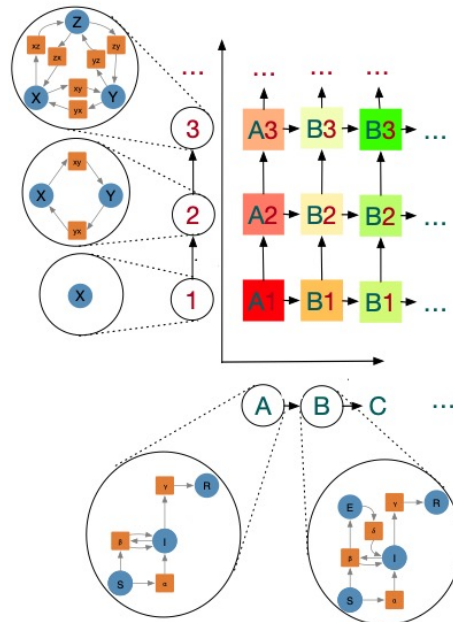 Z
xz
zy
zx
yz
xy
X
Y
yx
... ... ... ...
3
A3 B3 B3 ...
xy
X
Y
yx
2
A2 B2 B2 ...
X
1
A1 B1 B1 ...
A B C ...
γ R
β I
S α
E γ R
δ
β I
S α